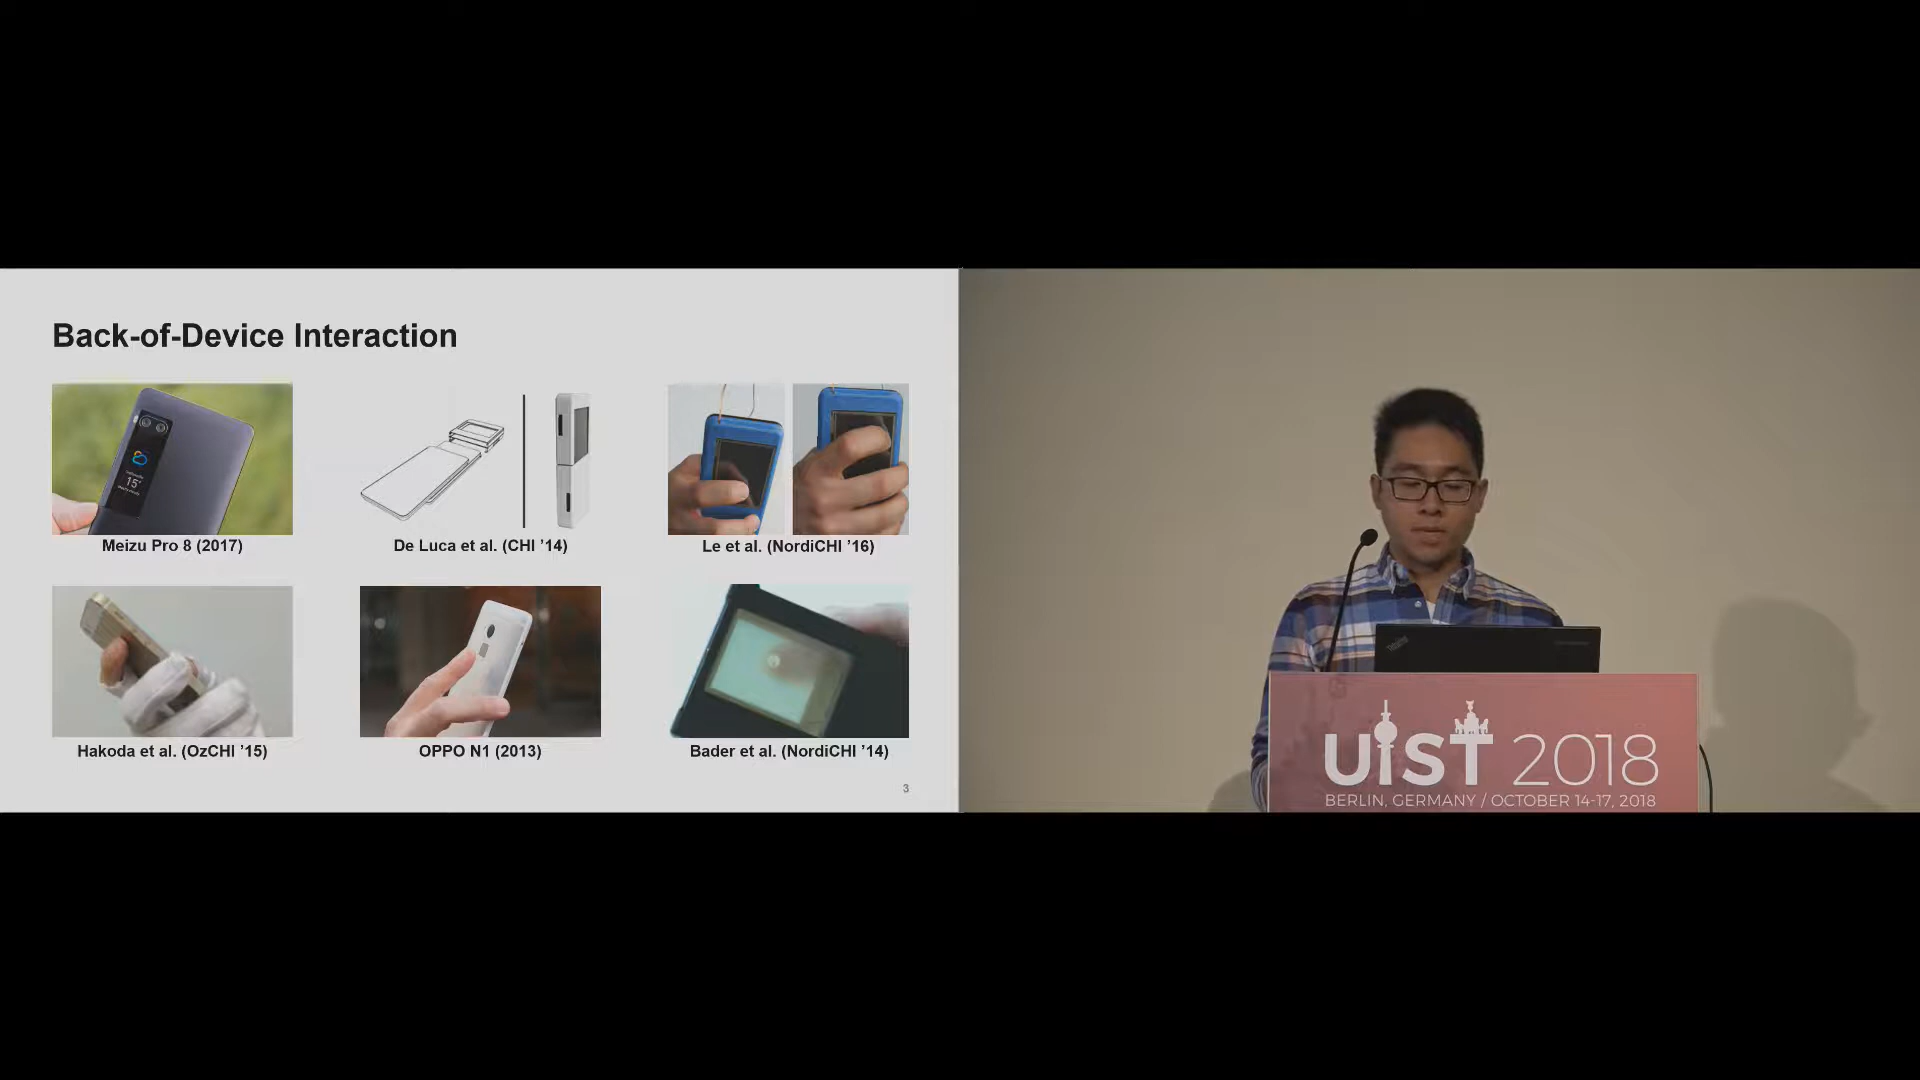 Back-of-Device Interaction
15°
Meizu Pro 8 (2017)
De Luca et al. (CHI ’14)
Le et al. (NordiCHI ’16)
Hakoda et al. (OzCHI ’15)
OPPO N1 (2013)
Bader et al. (NordiCHI ’14)
3
ThinkPad
UIST 2018
BERLIN, GERMANY / OCTOBER 14-17, 2018